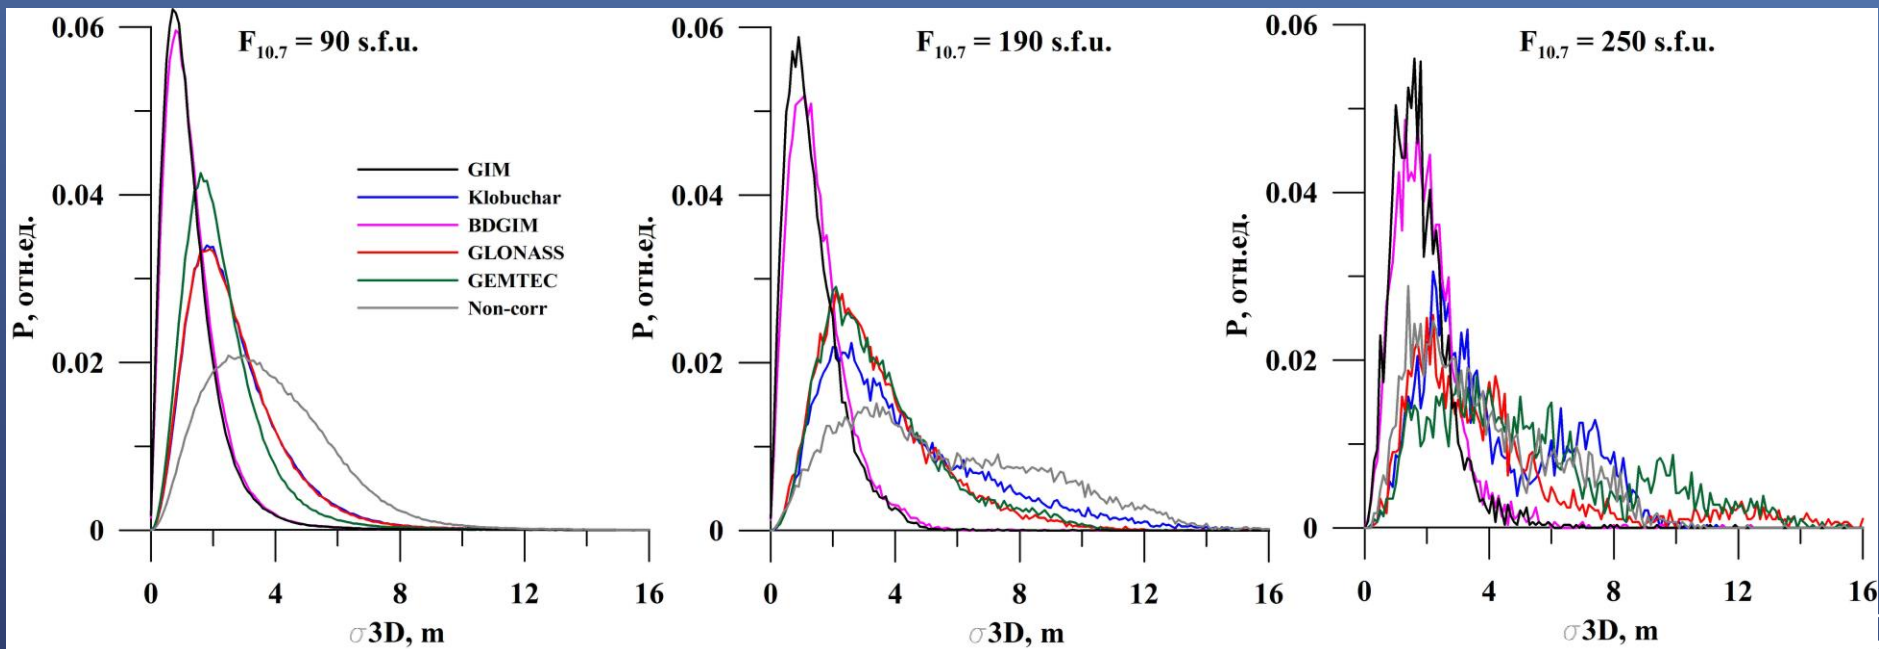 F10.7 = 90 s.f.u.
0.06
0.04
0.02
0
P, отн.ед.
GIM
Klobuchar
BDGIM
GLONASS
GEMTEC
Non-corr
0 4 8 12 16
σ3D, m
F10.7 = 190 s.f.u.
0.06
0.04
0.02
0
P, отн.ед.
0 4 8 12 16
σ3D, m
F10.7 = 250 s.f.u.
0.06
0.04
0.02
0
P, отн.ед.
0 4 8 12 16
σ3D, m